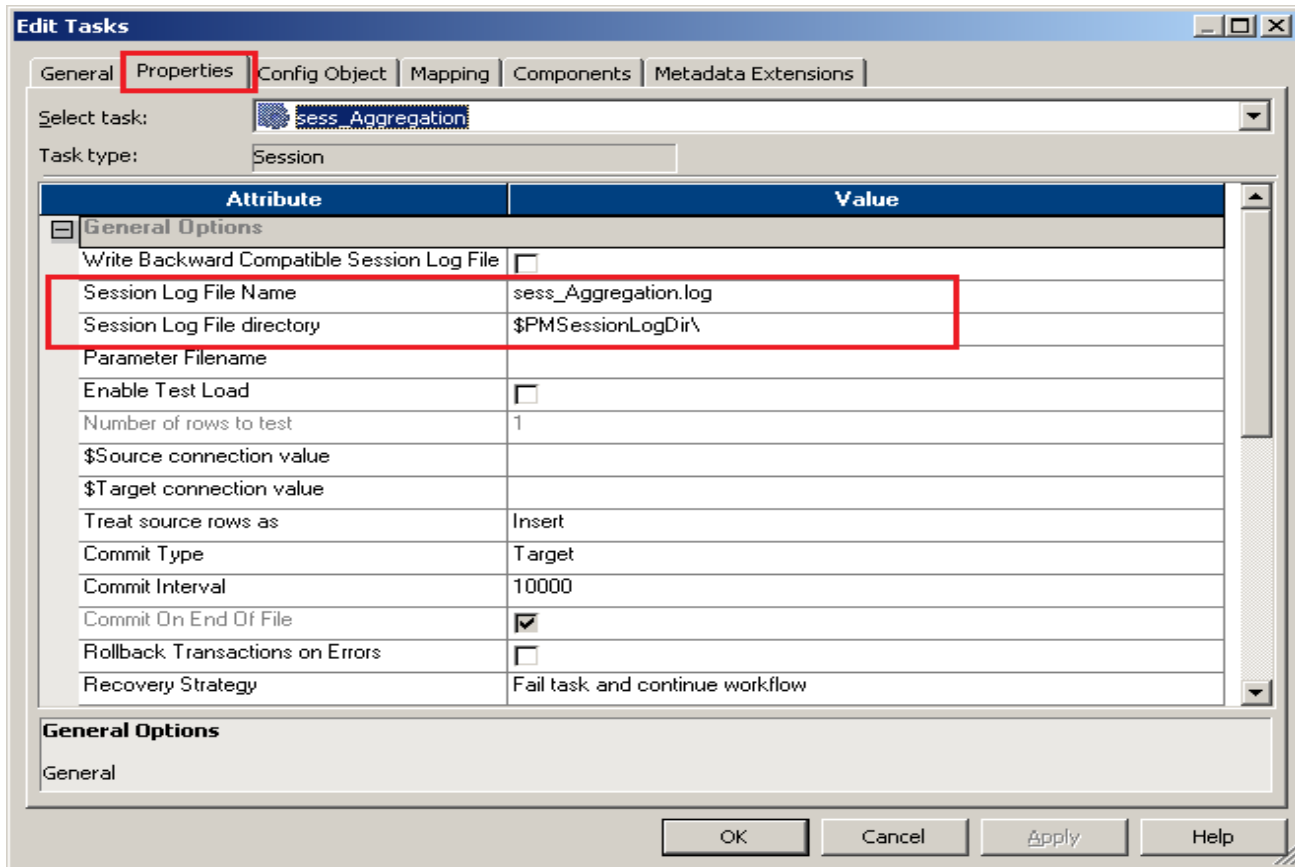 Edit Tasks
General Properties Config Object Mapping Components Metadata Extensions
Select task: sess_Aggregation
Task type: Session
Attribute Value
General Options
Write Backward Compatible Session Log File
Session Log File Name sess_Aggregation.log
Session Log File directory $PMSessionLogDir\
Parameter Filename
Enable Test Load
Number of rows to test 1
$Source connection value
$Target connection value
Treat source rows as Insert
Commit Type Target
Commit Interval 10000
Commit On End Of File
Rollback Transactions on Errors
Recovery Strategy Fail task and continue workflow
General Options
General
OK Cancel Apply Help